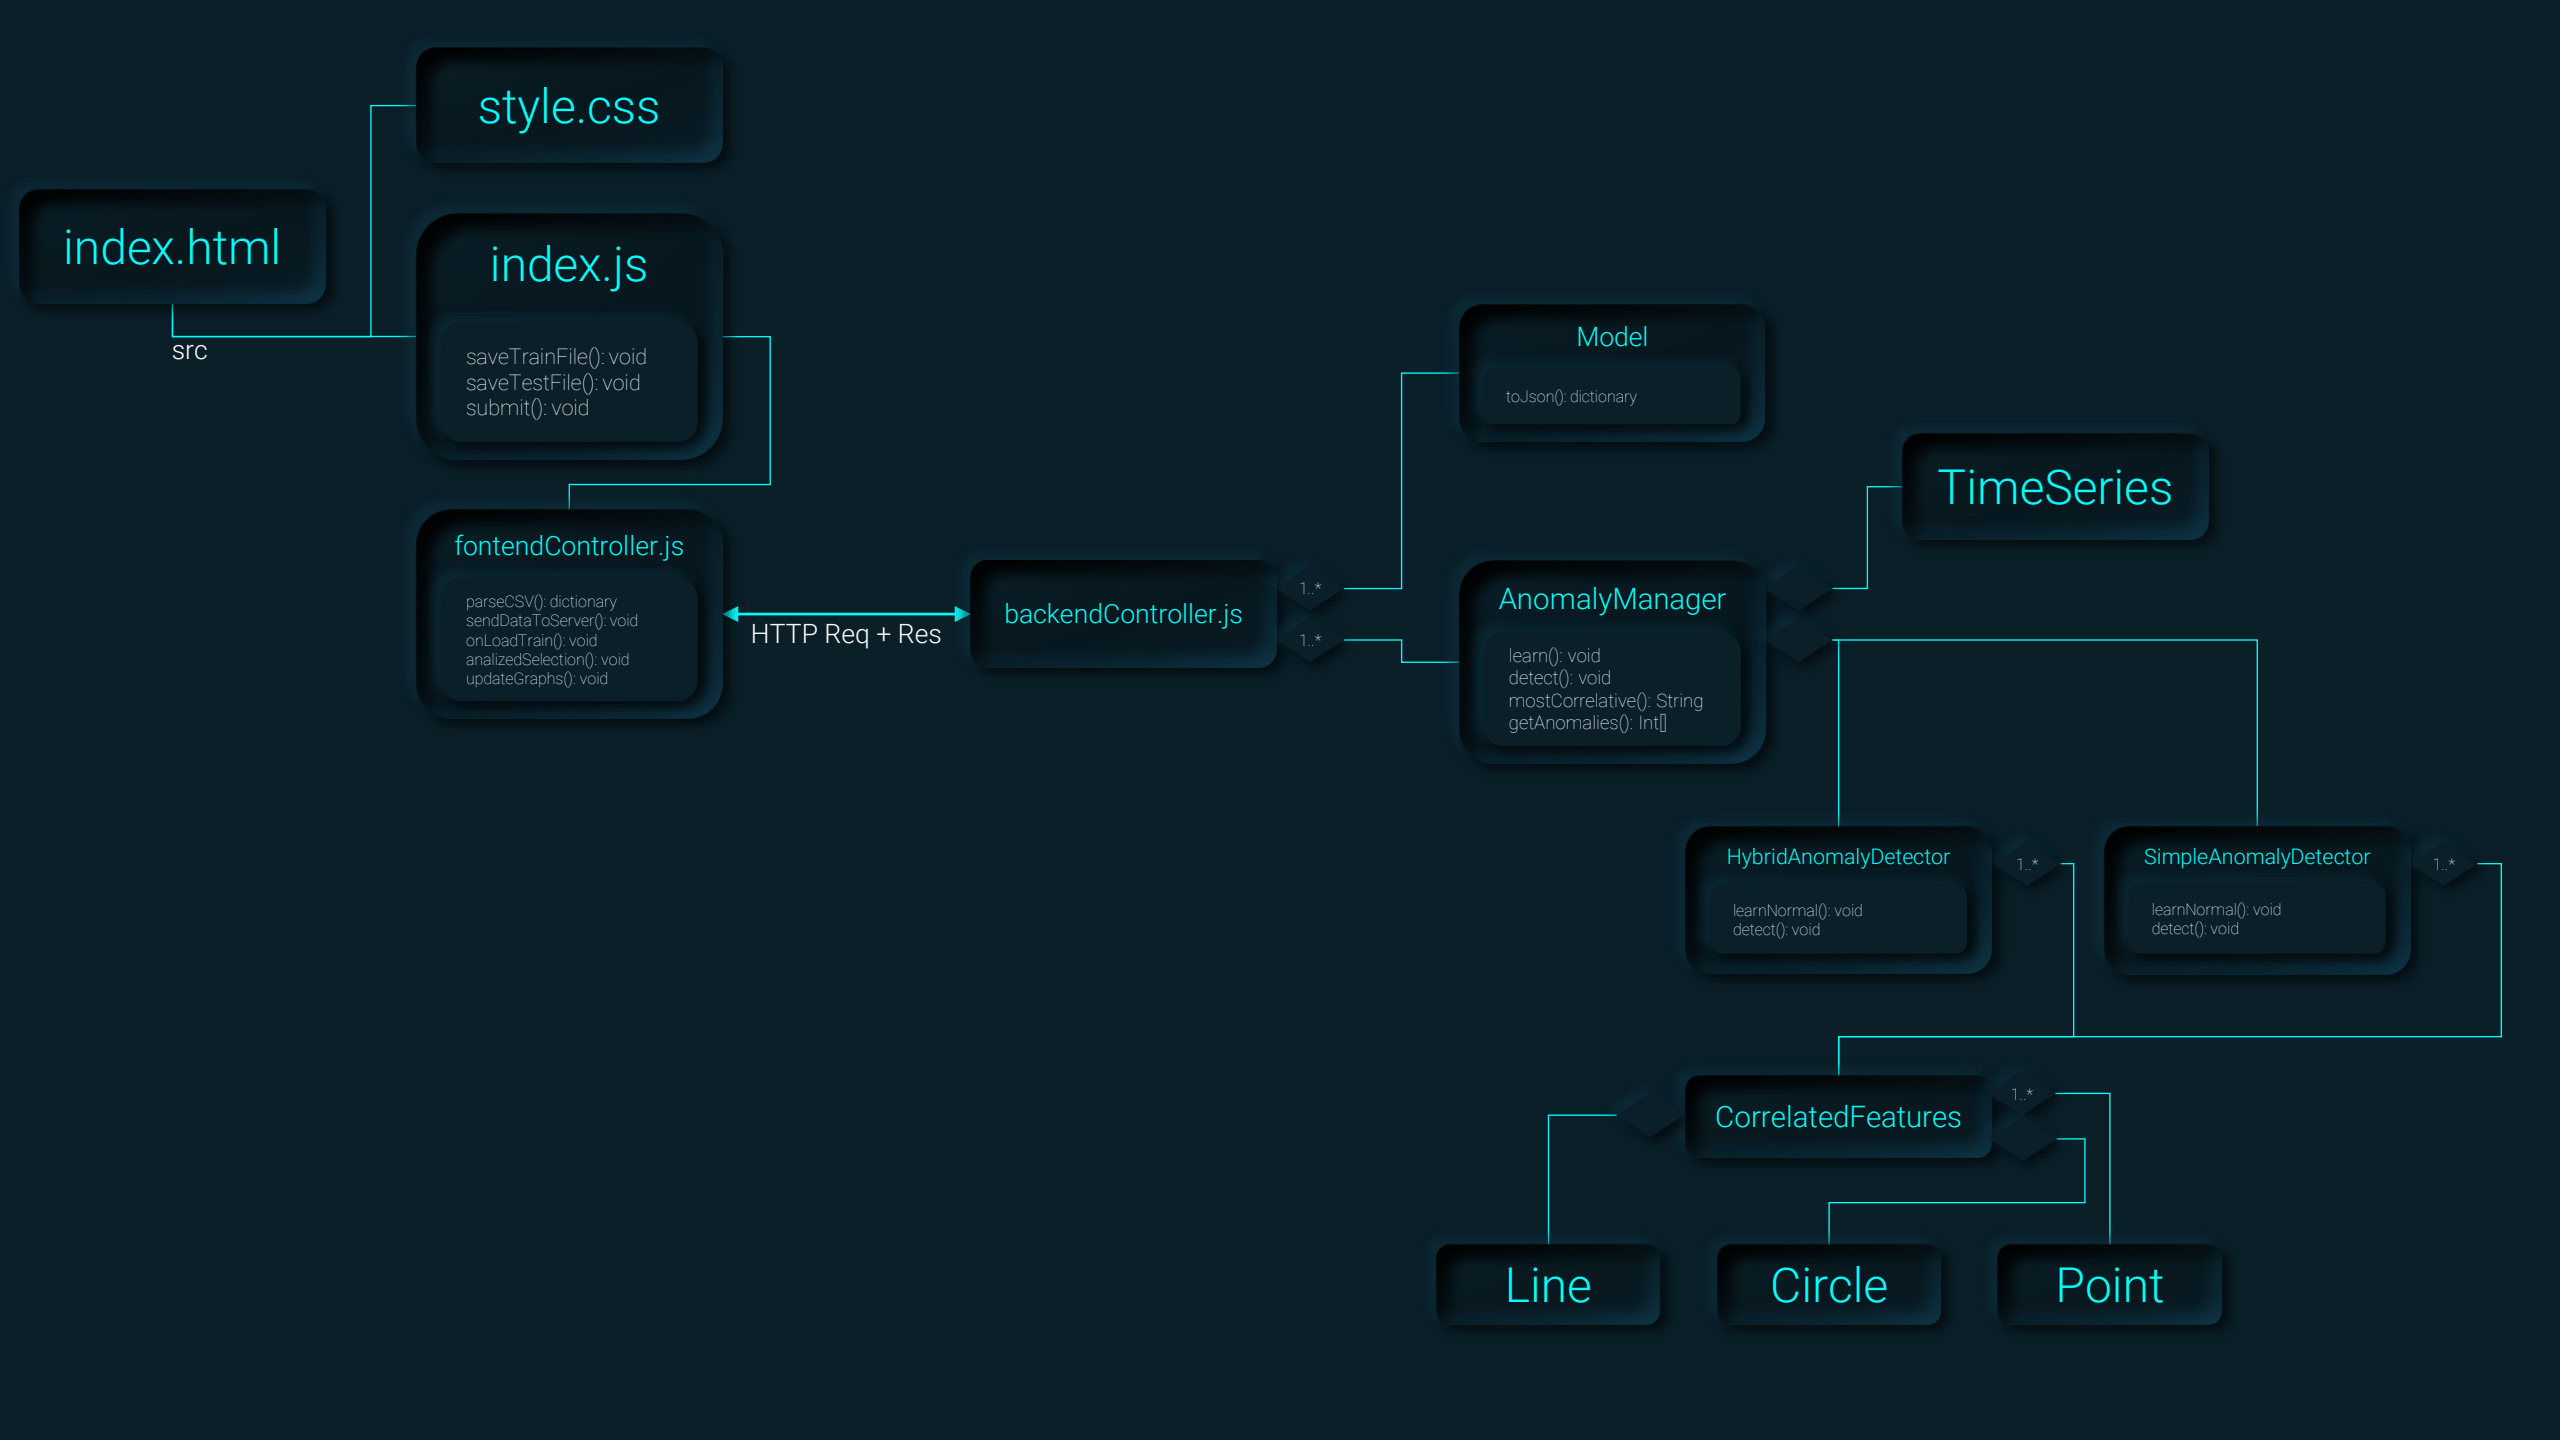 style.css
index.html
index.js
src
saveTrainFile(): void
saveTestFile(): void
submit(): void
fontendController.js
parseCSV(): dictionary
sendDataToServer(): void
onLoadTrain(): void
analizedSelection(): void
updateGraphs(): void
HTTP Req + Res
backendController.js
1..*
1..*
Model
toJson(): dictionary
AnomalyManager
learn(): void
detect(): void
mostCorrelative(): String
getAnomalies(): Int[]
TimeSeries
HybridAnomalyDetector
1..*
learnNormal(): void
detect(): void
SimpleAnomalyDetector
1..*
learnNormal(): void
detect(): void
CorrelatedFeatures
1..*
Line
Circle
Point